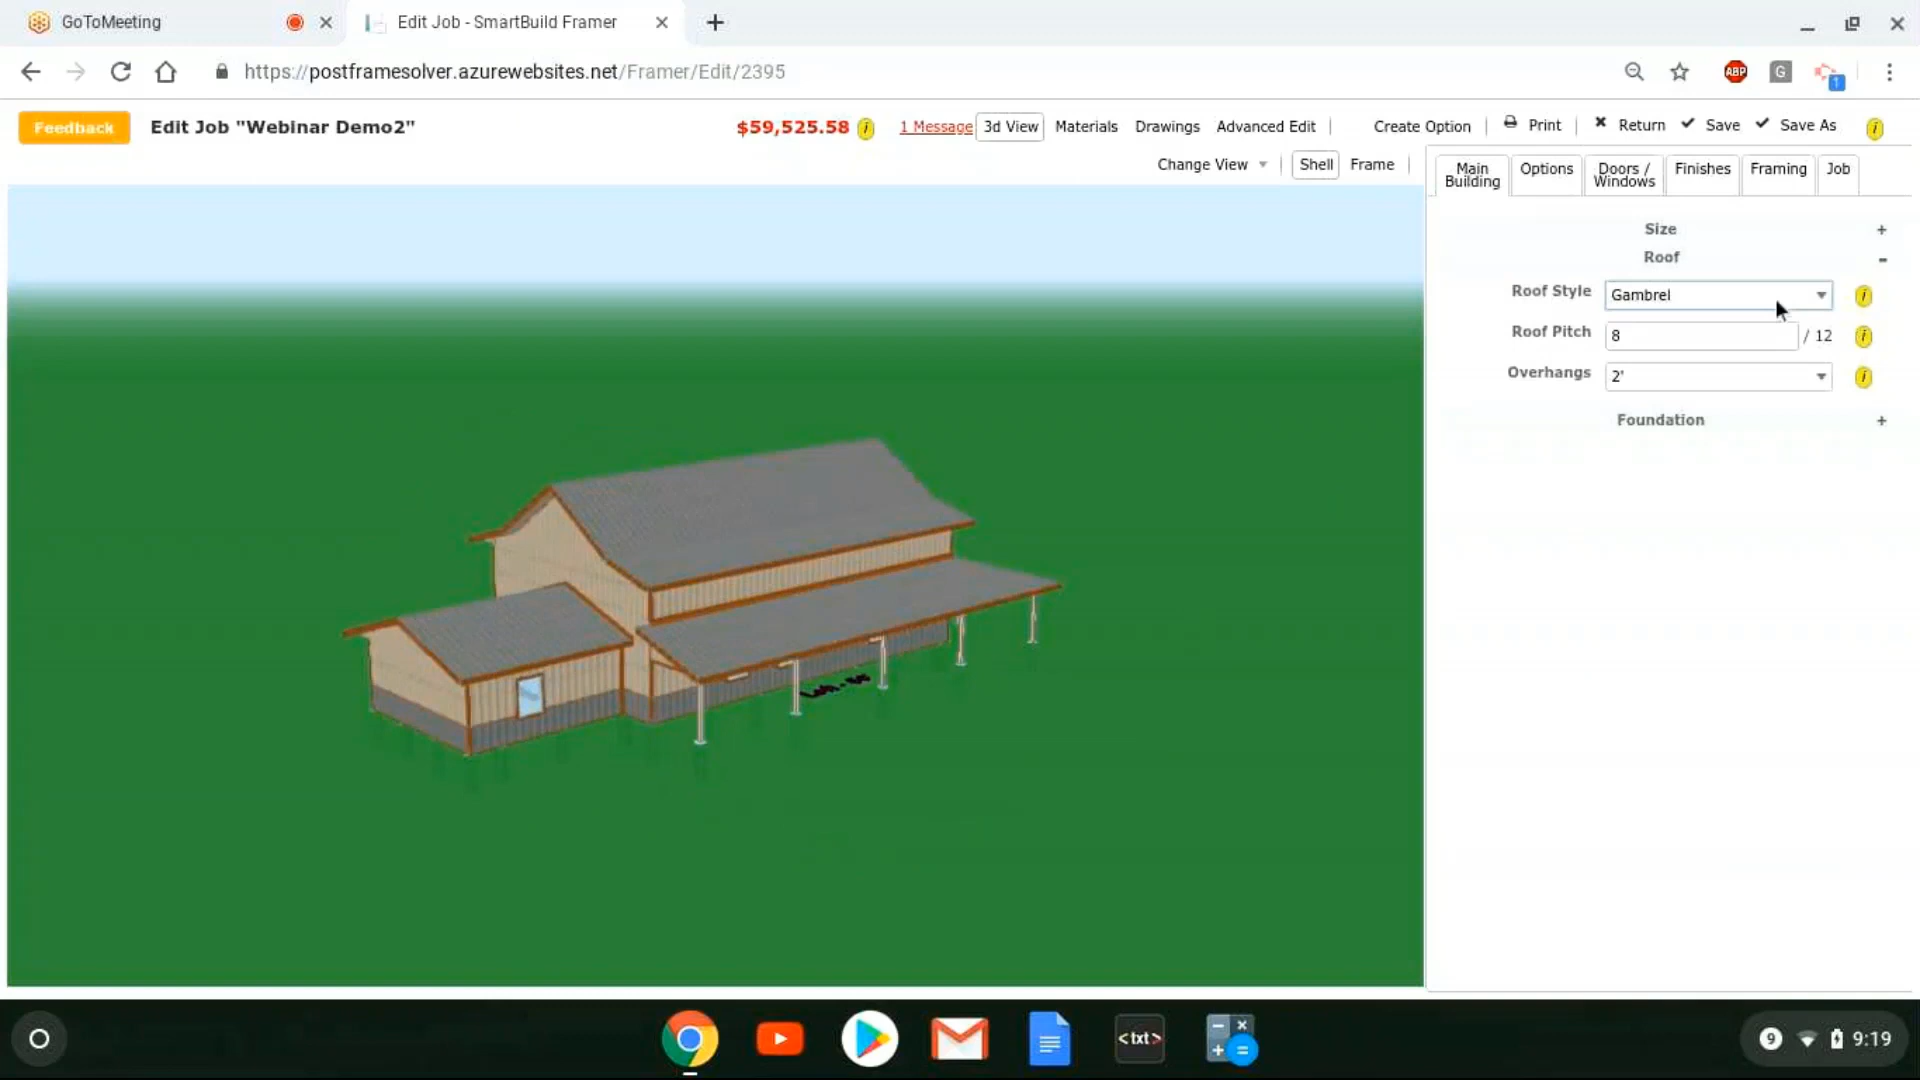 GoToMeeting
Edit Job - SmartBuild Framer
https://postframesolver.azurewebsites.net/Framer/Edit/2395
ABP
G
1
Feedback
Edit Job "Webinar Demo2"
$59,525.58
i
1 Message
3d View
Materials
Drawings
Advanced Edit
Create Option
Print
Return
Save
Save As
i
Change View
Shell
Frame
Main Building
Options
Doors / Windows
Finishes
Framing
Job
Size +
Roof -
Roof Style Gambrel i
Roof Pitch 8 / 12 i
Overhangs 2' i
Foundation +
<txt>
9
9:19